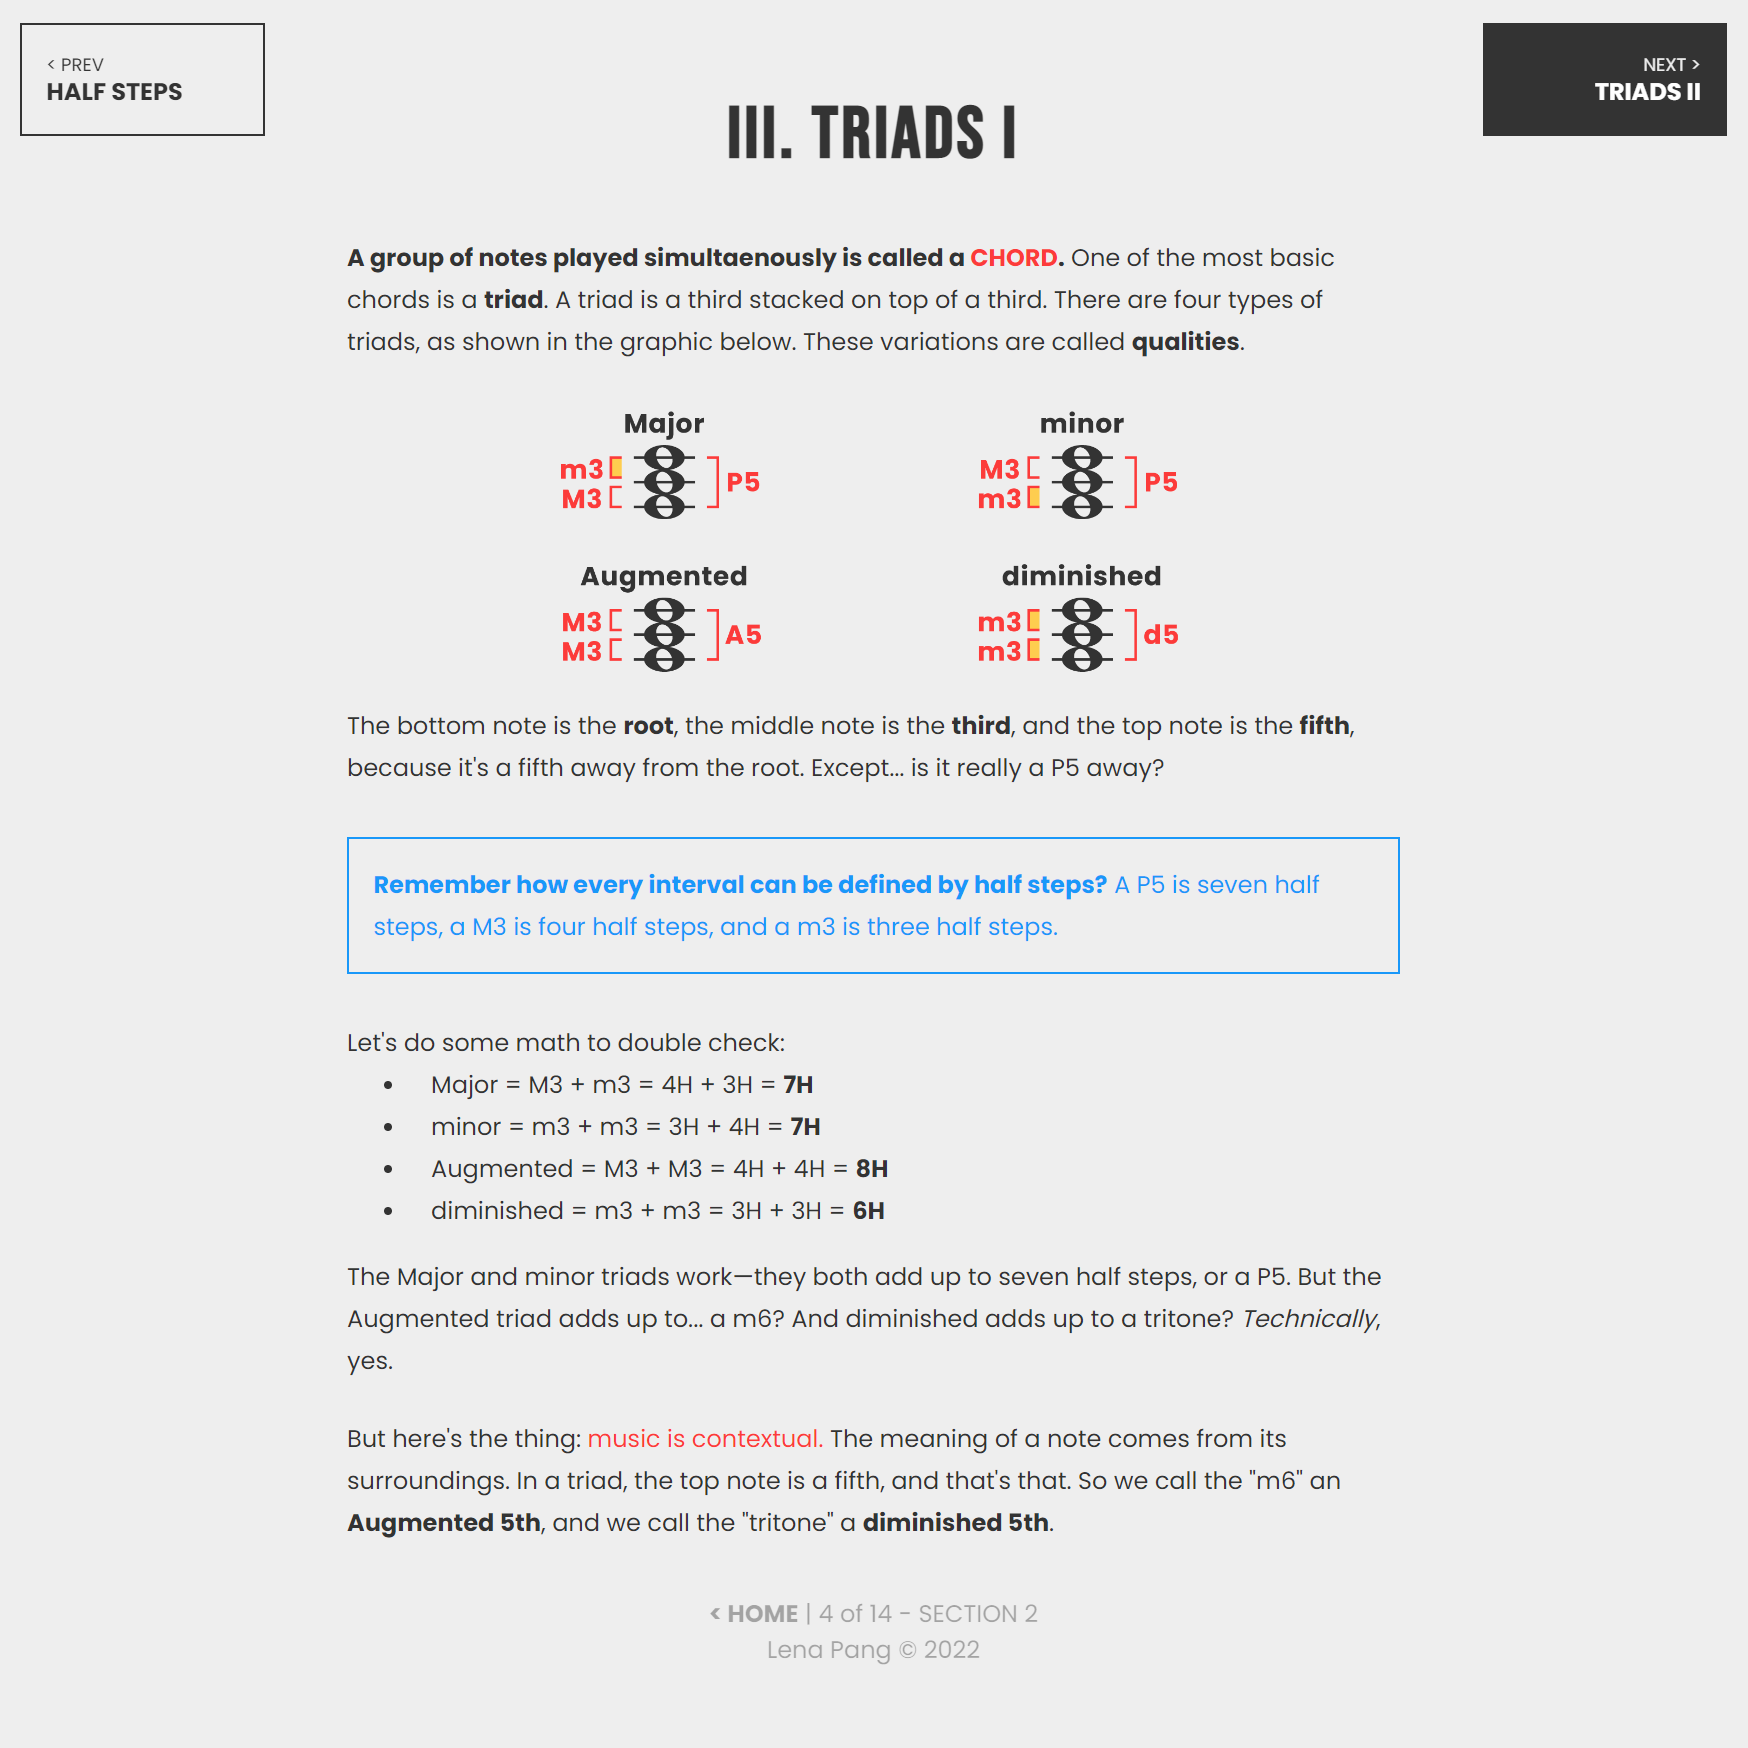 < PREV
HALF STEPS
NEXT >
TRIADS II
III. TRIADS I
A group of notes played simultaenously is called a CHORD. One of the most basic
chords is a triad. A triad is a third stacked on top of a third. There are four types of
triads, as shown in the graphic below. These variations are called qualities.
Major
m3
M3
P5
minor
M3
m3
P5
Augmented
M3
M3
A5
diminished
m3
m3
d5
The bottom note is the root, the middle note is the third, and the top note is the fifth,
because it's a fifth away from the root. Except... is it really a P5 away?
Remember how every interval can be defined by half steps? A P5 is seven half
steps, a M3 is four half steps, and a m3 is three half steps.
Let's do some math to double check:
• Major = M3 + m3 = 4H + 3H = 7H
• minor = m3 + m3 = 3H + 4H = 7H
• Augmented = M3 + M3 = 4H + 4H = 8H
• diminished = m3 + m3 = 3H + 3H = 6H
The Major and minor triads work—they both add up to seven half steps, or a P5. But the
Augmented triad adds up to... a m6? And diminished adds up to a tritone? Technically,
yes.
But here's the thing: music is contextual. The meaning of a note comes from its
surroundings. In a triad, the top note is a fifth, and that's that. So we call the "m6" an
Augmented 5th, and we call the "tritone" a diminished 5th.
< HOME | 4 of 14 - SECTION 2
Lena Pang © 2022